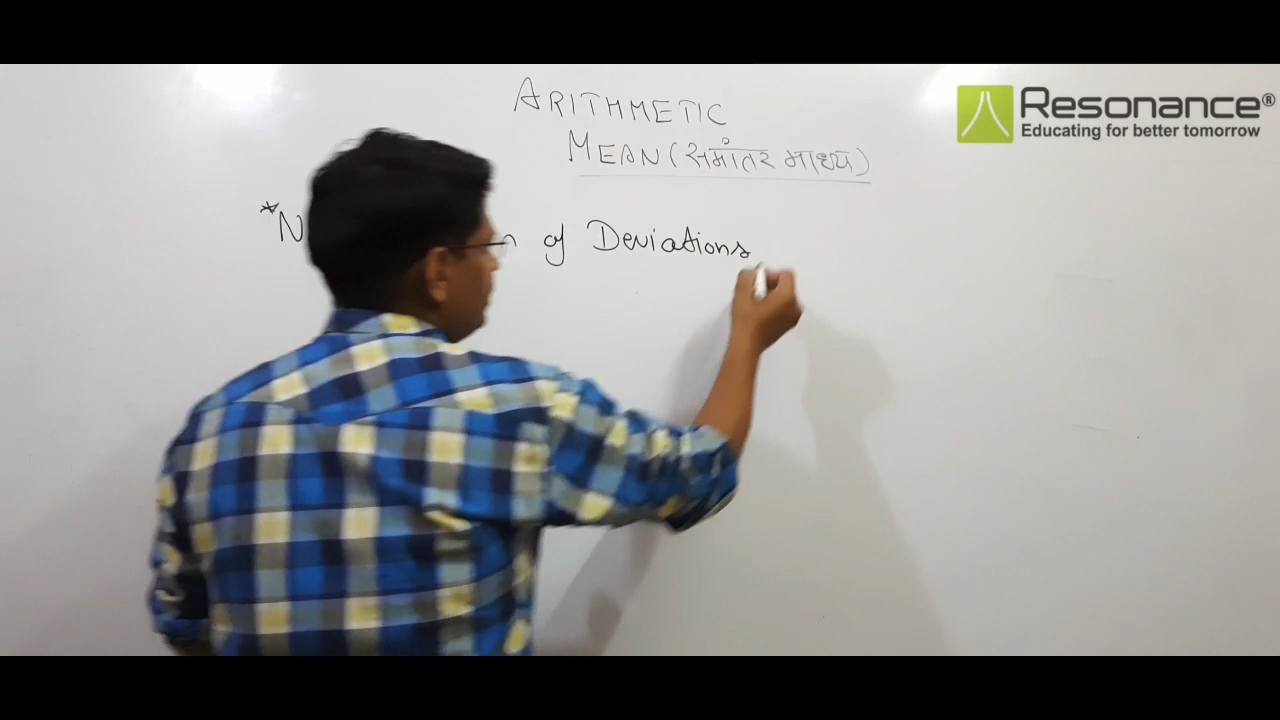 ARITHMETIC
MEAN (समांतर माध्य)
of Deviations
Resonance®
Educating for better tomorrow